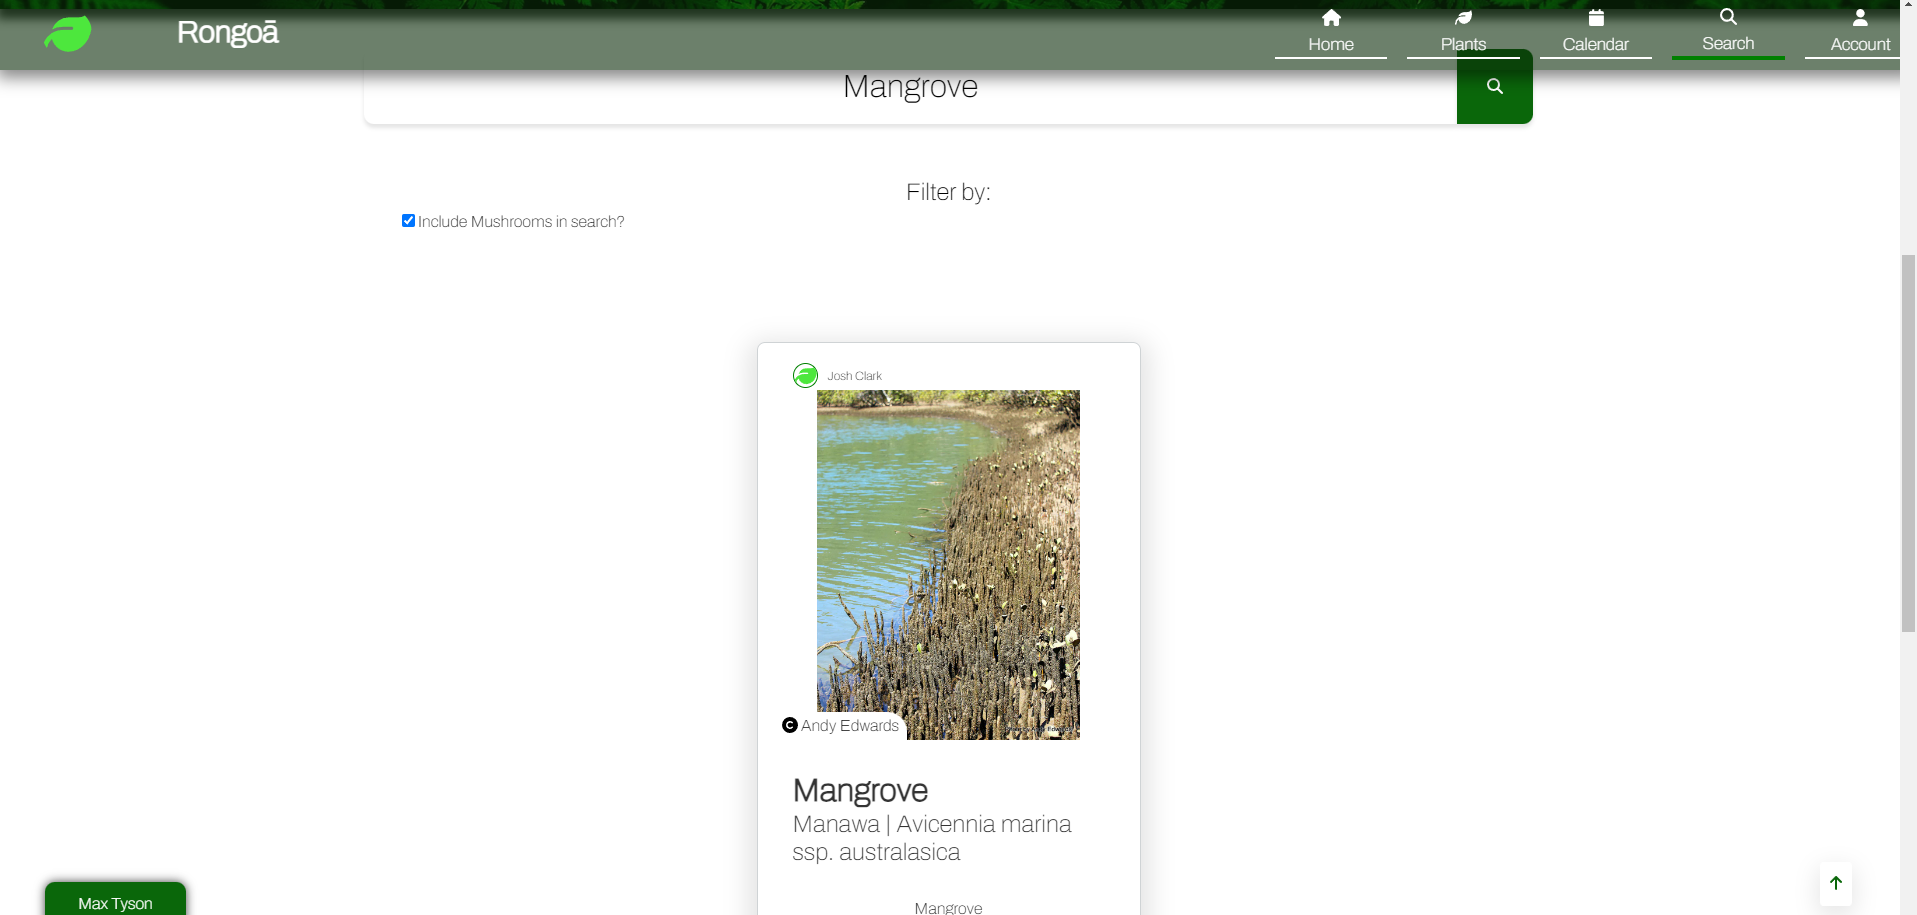 Rongoā
Home
Plants
Calendar
Search
Account
Mangrove
Filter by:
Include Mushrooms in search?
Josh Clark
Andy Edwards
Mangrove
Manawa | Avicennia marina
ssp. australasica
Mangrove
Max Tyson